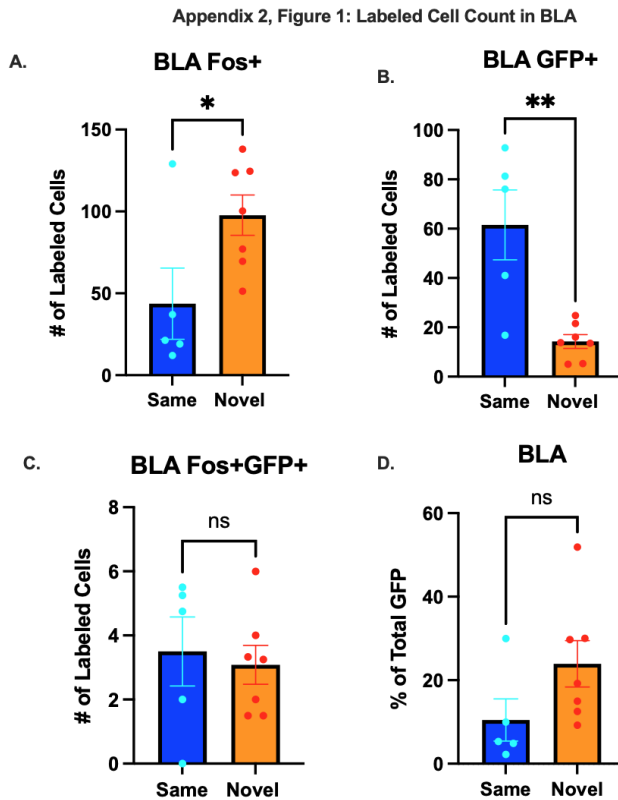 Appendix 2, Figure 1: Labeled Cell Count in BLA
A.
BLA Fos+
*
# of Labeled Cells
150
100
50
0
Same Novel
B.
BLA GFP+
**
# of Labeled Cells
100
80
60
40
20
0
Same Novel
C.
BLA Fos+GFP+
ns
# of Labeled Cells
8
6
4
2
0
Same Novel
D.
BLA
ns
% of Total GFP
60
40
20
0
Same Novel